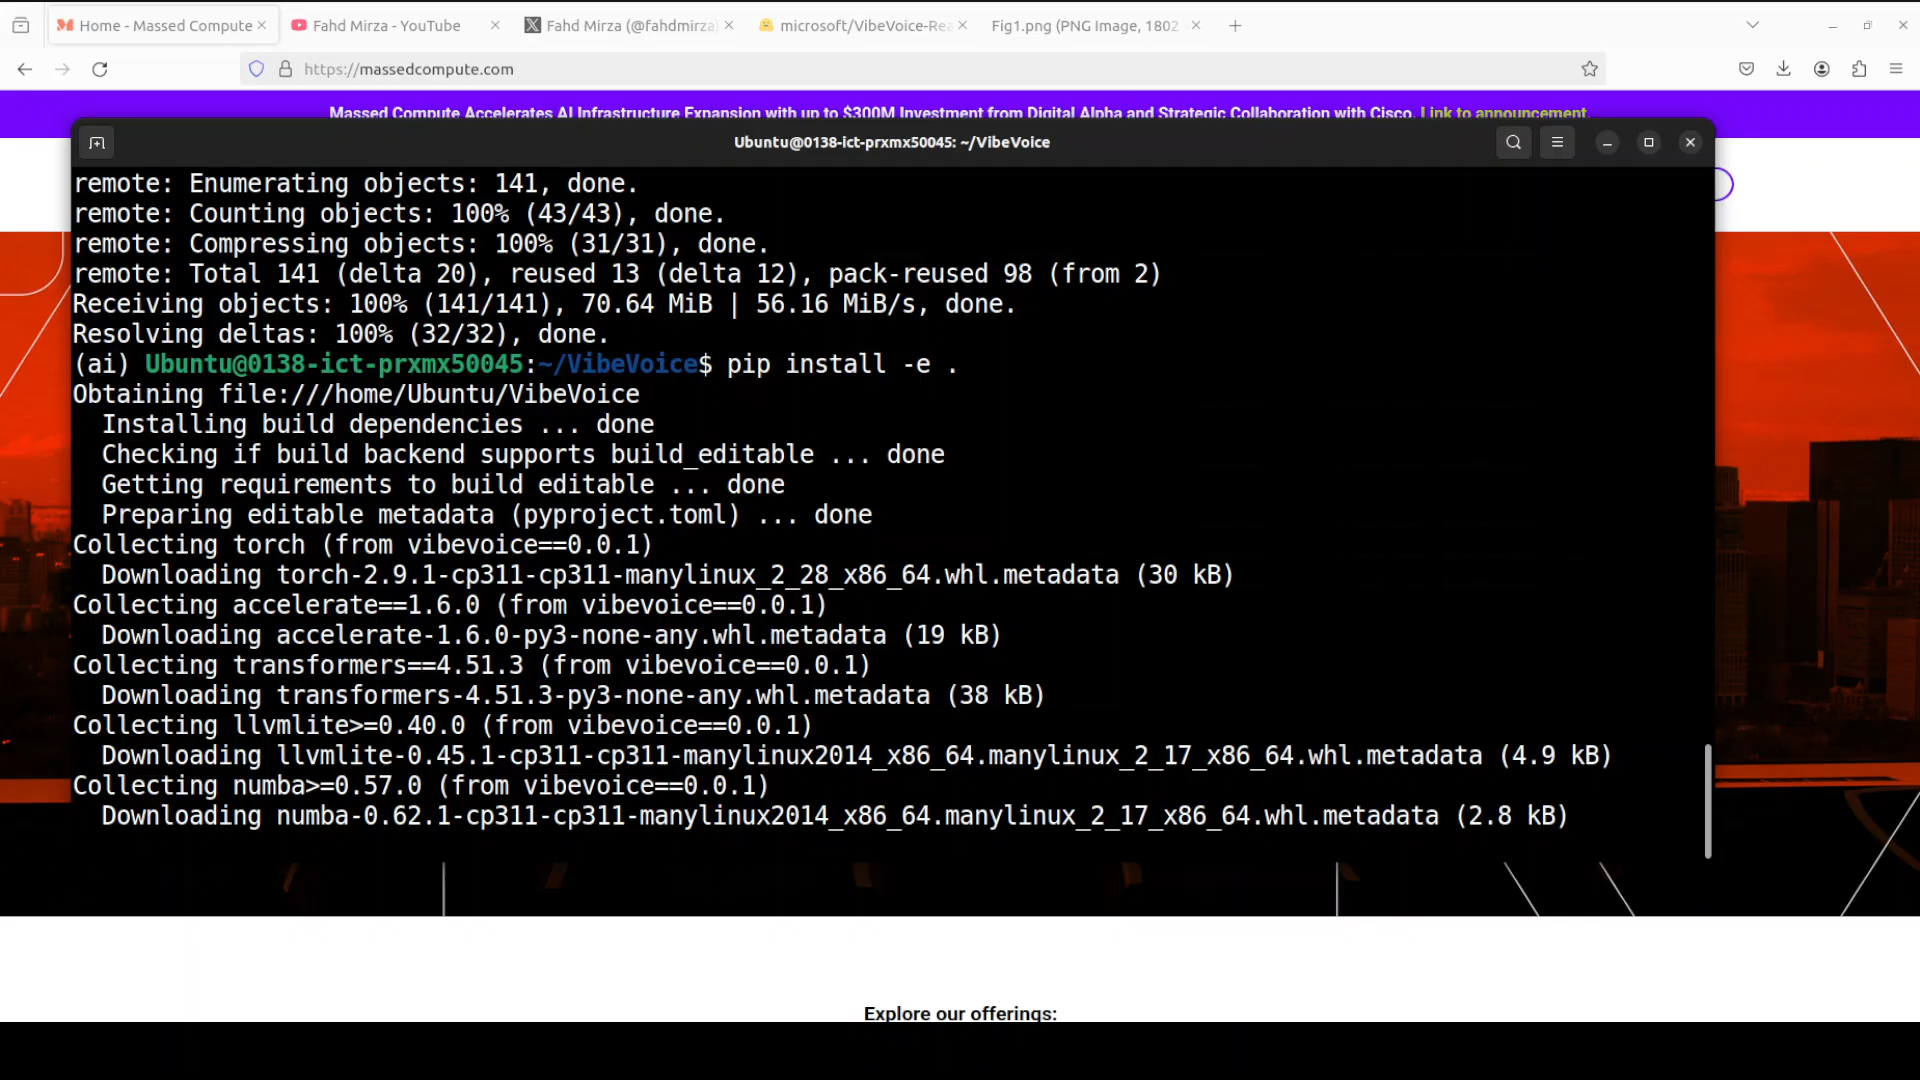 Home - Massed Compute
Fahd Mirza - YouTube
Fahd Mirza (@fahdmirza)
microsoft/VibeVoice-Rea
Fig1.png (PNG Image, 1802
https://massedcompute.com
Massed Compute Accelerates AI Infrastructure Expansion with up to $300M Investment from Digital Alpha and Strategic Collaboration with Cisco. Link to announcement.
Ubuntu@0138-ict-prxmx50045: ~/VibeVoice
remote: Enumerating objects: 141, done.
remote: Counting objects: 100% (43/43), done.
remote: Compressing objects: 100% (31/31), done.
remote: Total 141 (delta 20), reused 13 (delta 12), pack-reused 98 (from 2)
Receiving objects: 100% (141/141), 70.64 MiB | 56.16 MiB/s, done.
Resolving deltas: 100% (32/32), done.
(ai) Ubuntu@0138-ict-prxmx50045:~/VibeVoice$ pip install -e .
Obtaining file:///home/Ubuntu/VibeVoice
  Installing build dependencies ... done
  Checking if build backend supports build_editable ... done
  Getting requirements to build editable ... done
  Preparing editable metadata (pyproject.toml) ... done
Collecting torch (from vibevoice==0.0.1)
  Downloading torch-2.9.1-cp311-cp311-manylinux_2_28_x86_64.whl.metadata (30 kB)
Collecting accelerate==1.6.0 (from vibevoice==0.0.1)
  Downloading accelerate-1.6.0-py3-none-any.whl.metadata (19 kB)
Collecting transformers==4.51.3 (from vibevoice==0.0.1)
  Downloading transformers-4.51.3-py3-none-any.whl.metadata (38 kB)
Collecting llvmlite>=0.40.0 (from vibevoice==0.0.1)
  Downloading llvmlite-0.45.1-cp311-cp311-manylinux2014_x86_64.manylinux_2_17_x86_64.whl.metadata (4.9 kB)
Collecting numba>=0.57.0 (from vibevoice==0.0.1)
  Downloading numba-0.62.1-cp311-cp311-manylinux2014_x86_64.manylinux_2_17_x86_64.whl.metadata (2.8 kB)
Explore our offerings: